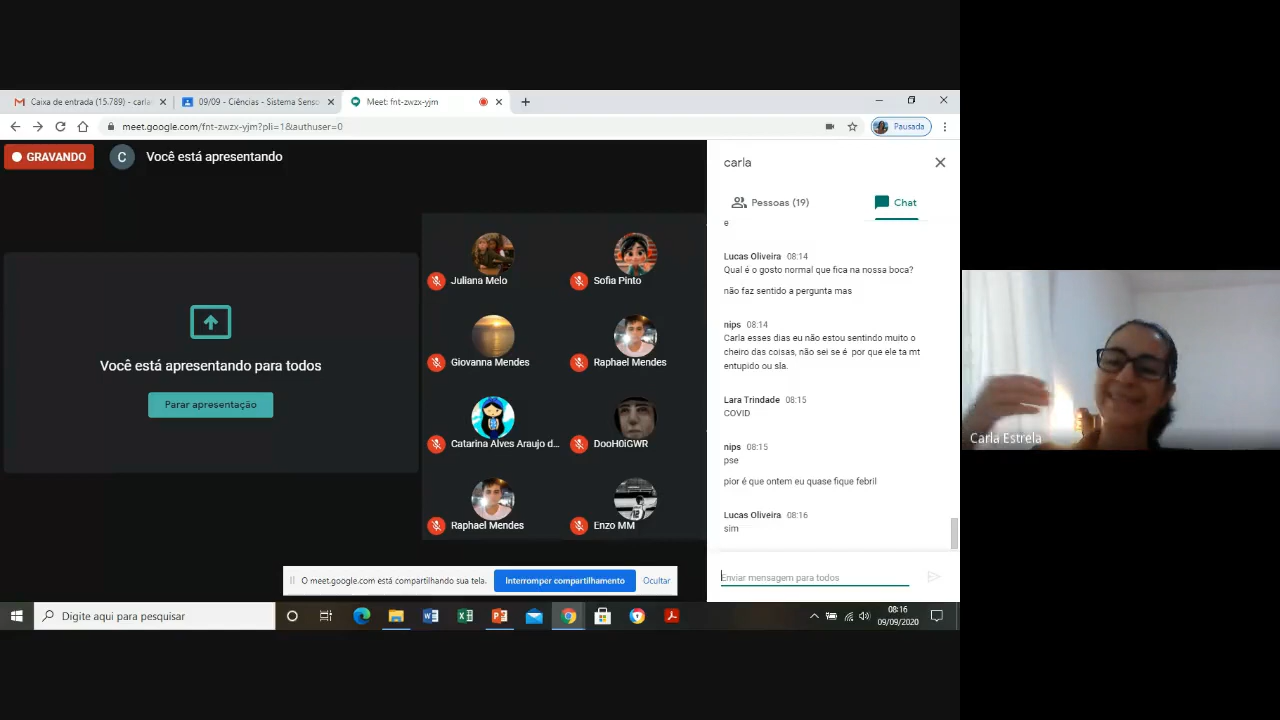 Caixa de entrada (15.789) - carla
09/09 - Ciências - Sistema Senso
Meet: fnt-zwzx-yjm
meet.google.com/fnt-zwzx-yjm?pli=1&authuser=0
Pausada
GRAVANDO
C
Você está apresentando
Você está apresentando para todos
Parar apresentação
Juliana Melo
Sofia Pinto
Giovanna Mendes
Raphael Mendes
Catarina Alves Araujo d...
DooH0iGWR
Raphael Mendes
Enzo MM
carla
Pessoas (19)
Chat
e
Lucas Oliveira 08:14
Qual é o gosto normal que fica na nossa boca?
não faz sentido a pergunta mas
nips 08:14
Carla esses dias eu não estou sentindo muito o
cheiro das coisas, não sei se é por que ele ta mt
entupido ou sla.
Lara Trindade 08:15
COVID
nips 08:15
pse
pior é que ontem eu quase fique febril
Lucas Oliveira 08:16
sim
Enviar mensagem para todos
O meet.google.com está compartilhando sua tela.
Interromper compartilhamento
Ocultar
Digite aqui para pesquisar
08:16
09/09/2020
Carla Estrela